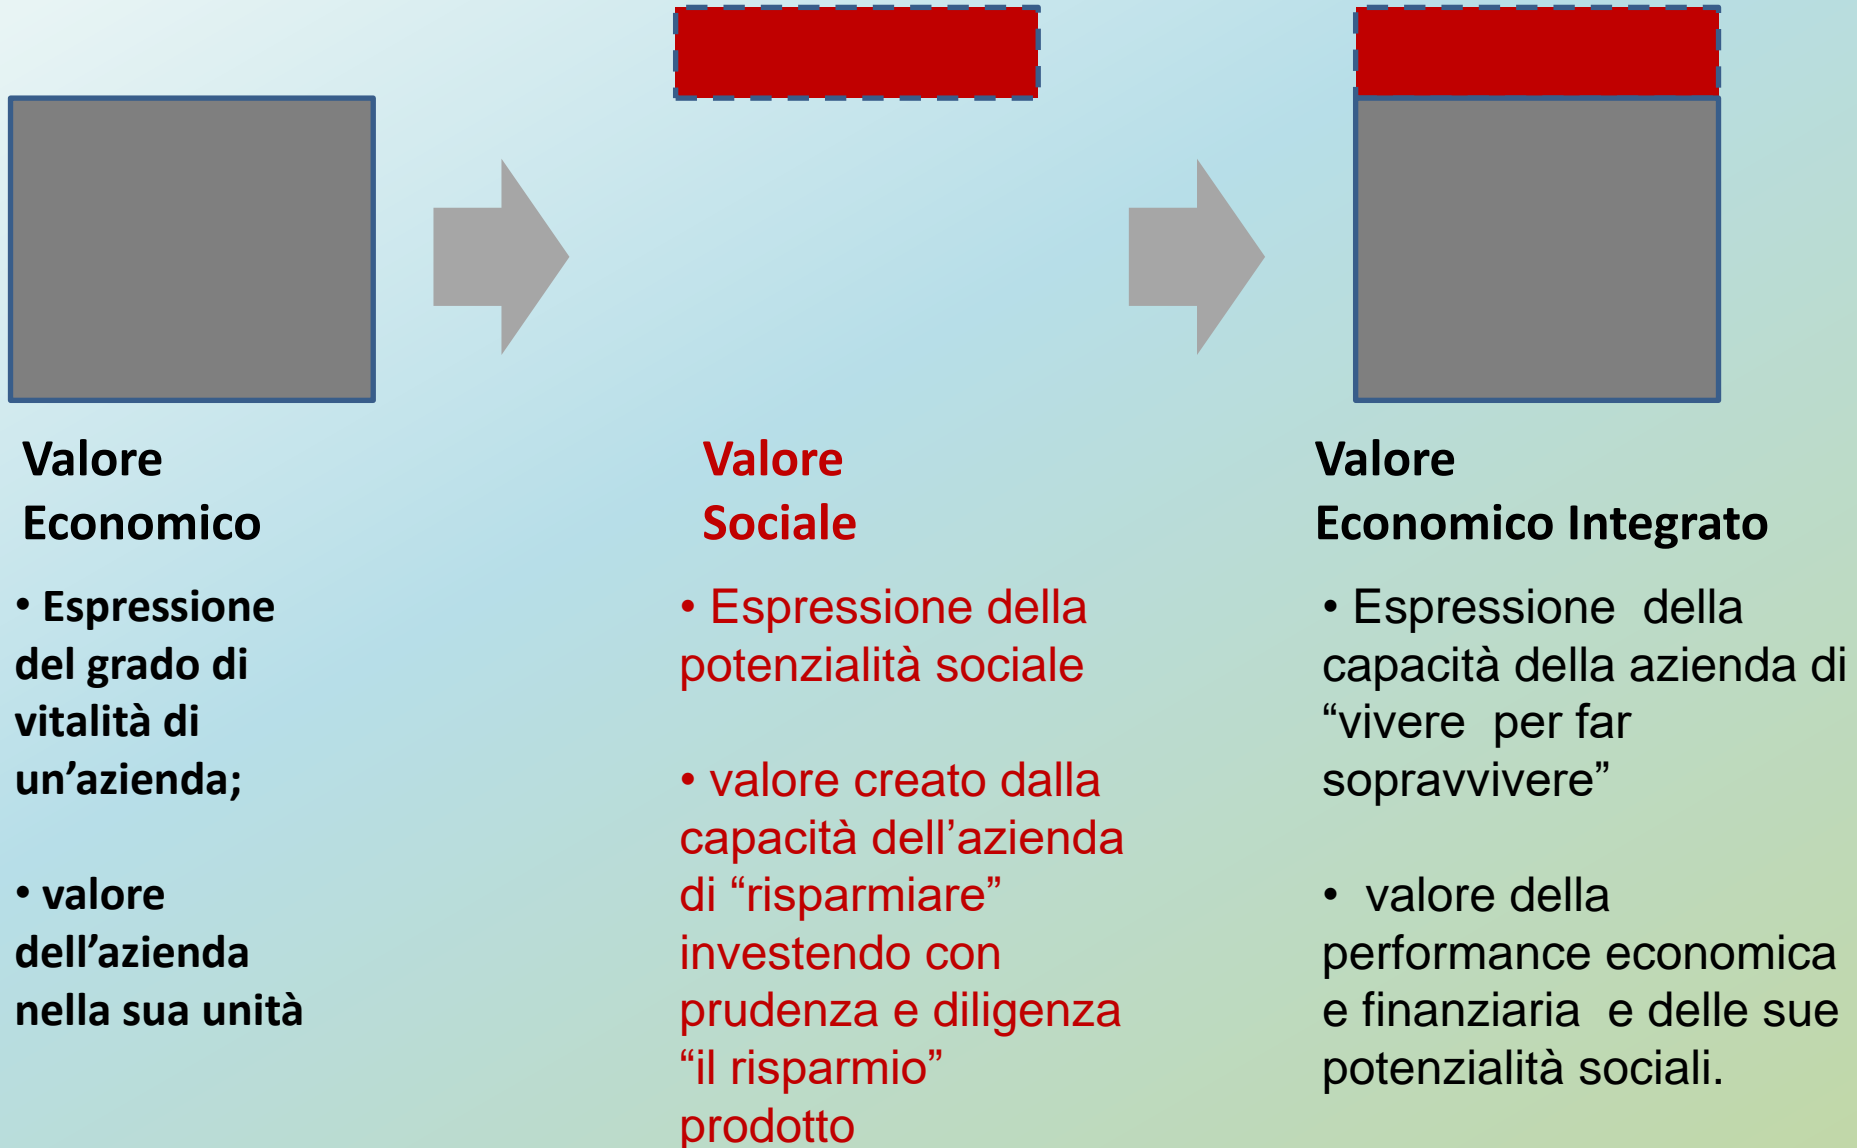 Valore
Economico
• Espressione
del grado di
vitalità di
un’azienda;
• valore
dell’azienda
nella sua unità
Valore
Sociale
• Espressione della
potenzialità sociale
• valore creato dalla
capacità dell’azienda
di “risparmiare”
investendo con
prudenza e diligenza
“il risparmio”
prodotto
Valore
Economico Integrato
• Espressione della
capacità della azienda di
“vivere per far
sopravvivere”
• valore della
performance economica
e finanziaria e delle sue
potenzialità sociali.